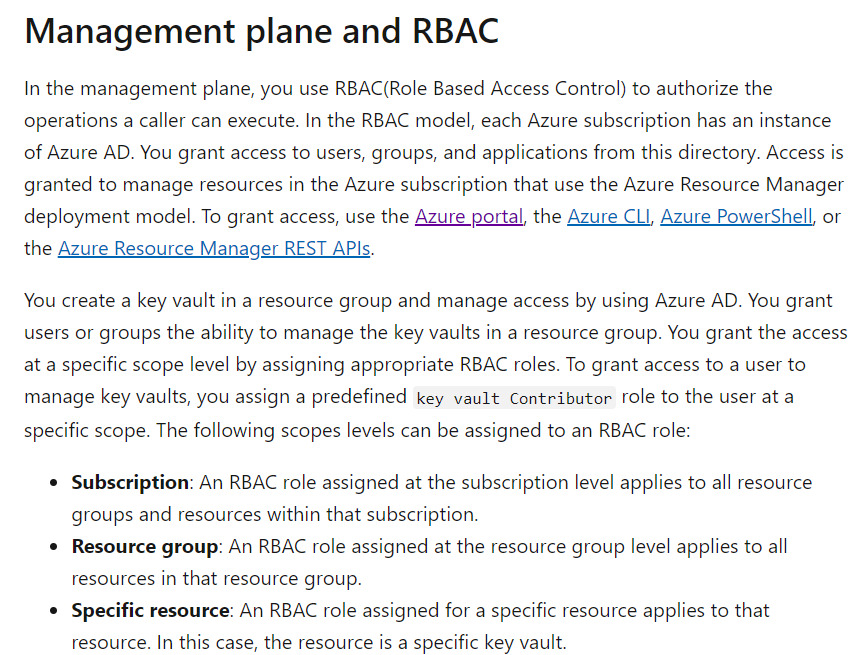 Management plane and RBAC
In the management plane, you use RBAC(Role Based Access Control) to authorize the
operations a caller can execute. In the RBAC model, each Azure subscription has an instance
of Azure AD. You grant access to users, groups, and applications from this directory. Access is
granted to manage resources in the Azure subscription that use the Azure Resource Manager
deployment model. To grant access, use the Azure portal, the Azure CLI, Azure PowerShell, or
the Azure Resource Manager REST APIs.
You create a key vault in a resource group and manage access by using Azure AD. You grant
users or groups the ability to manage the key vaults in a resource group. You grant the access
at a specific scope level by assigning appropriate RBAC roles. To grant access to a user to
manage key vaults, you assign a predefined key vault Contributor role to the user at a
specific scope. The following scopes levels can be assigned to an RBAC role:
• Subscription: An RBAC role assigned at the subscription level applies to all resource
groups and resources within that subscription.
• Resource group: An RBAC role assigned at the resource group level applies to all
resources in that resource group.
• Specific resource: An RBAC role assigned for a specific resource applies to that
resource. In this case, the resource is a specific key vault.